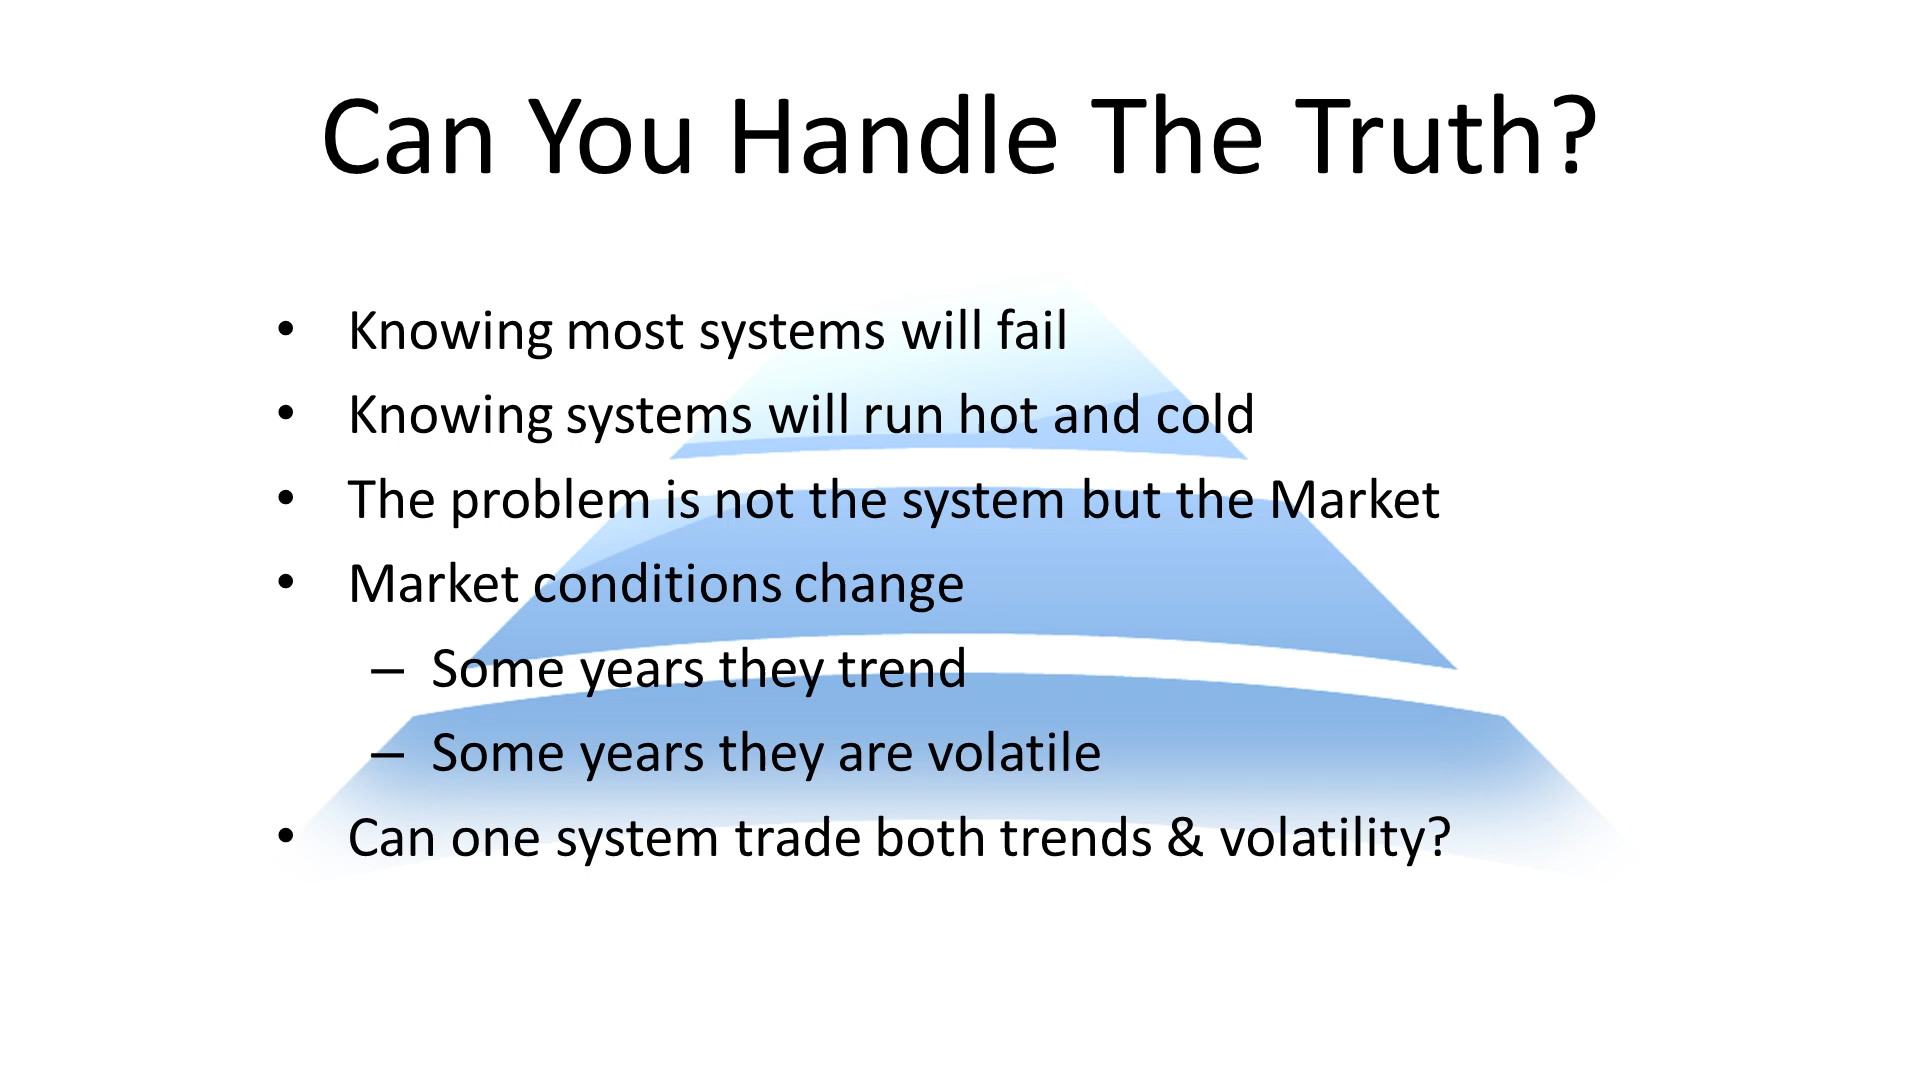 Can You Handle The Truth?
• Knowing most systems will fail
• Knowing systems will run hot and cold
• The problem is not the system but the Market
• Market conditions change
– Some years they trend
– Some years they are volatile
• Can one system trade both trends & volatility?